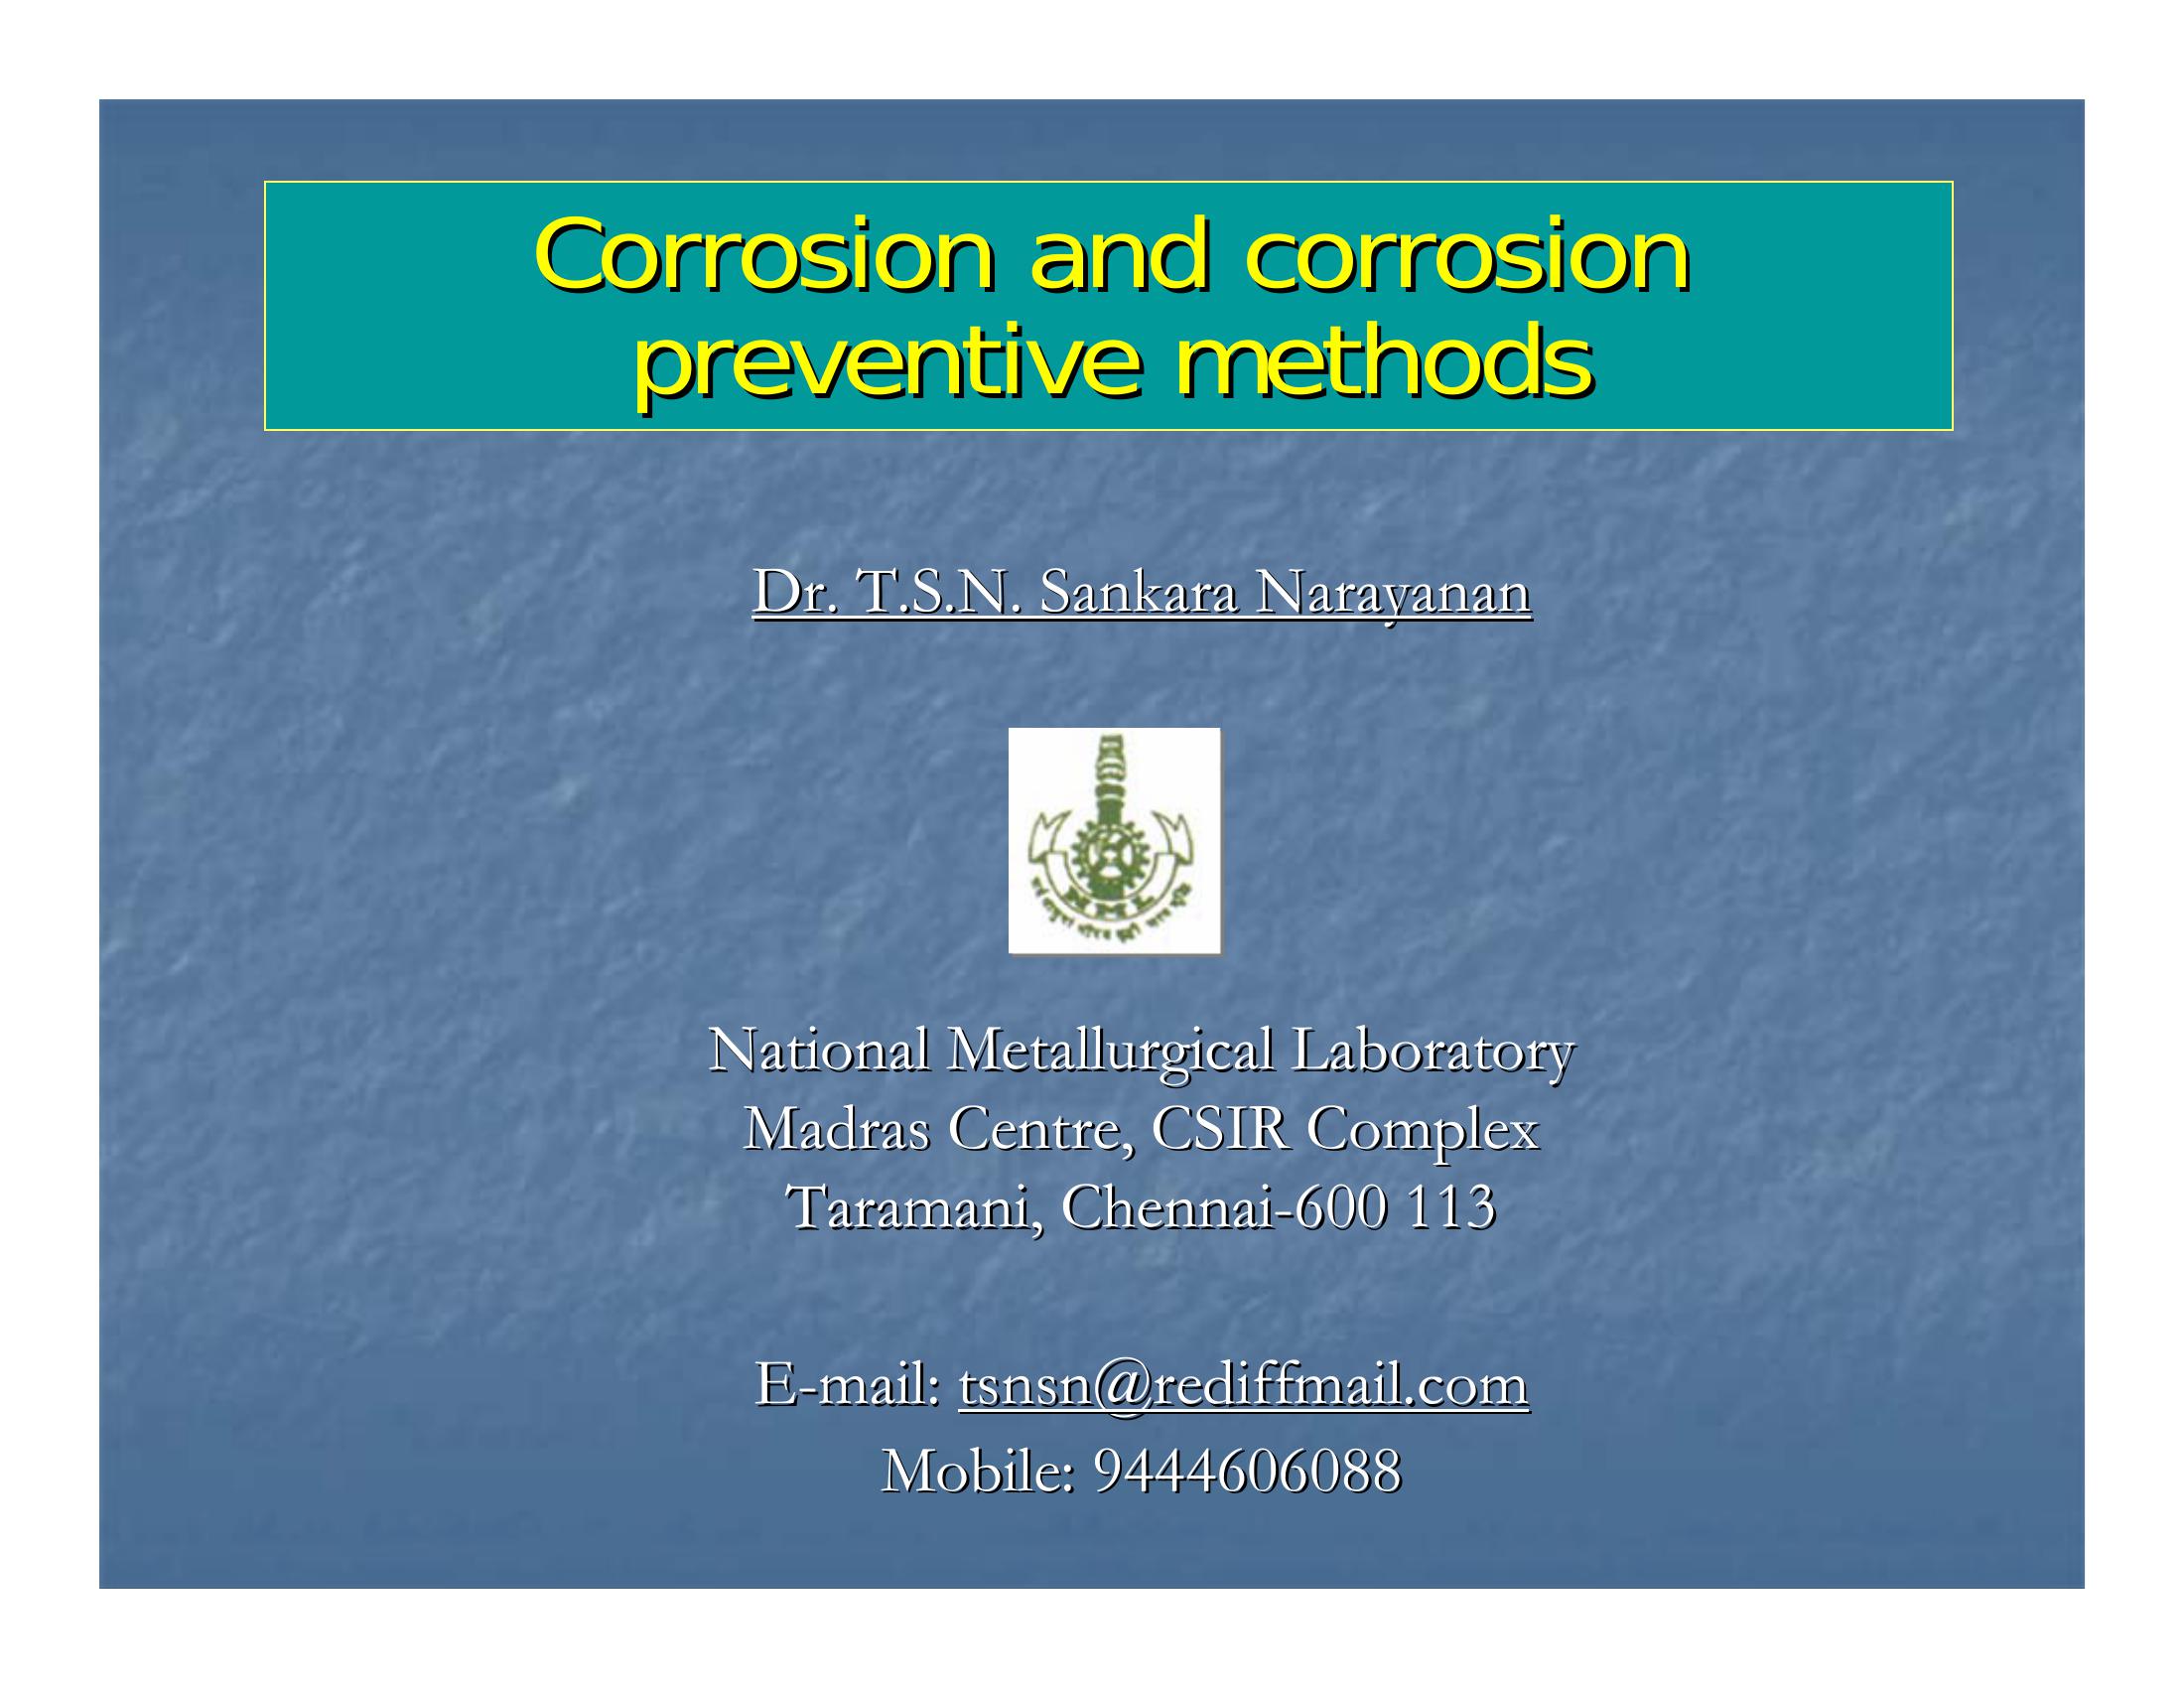 Corrosion and corrosion
preventive methods
Dr. T.S.N. Sankara Narayanan
NML
National Metallurgical Laboratory
Madras Centre, CSIR Complex
Taramani, Chennai-600 113
E-mail: tsnsn@rediffmail.com
Mobile: 9444606088